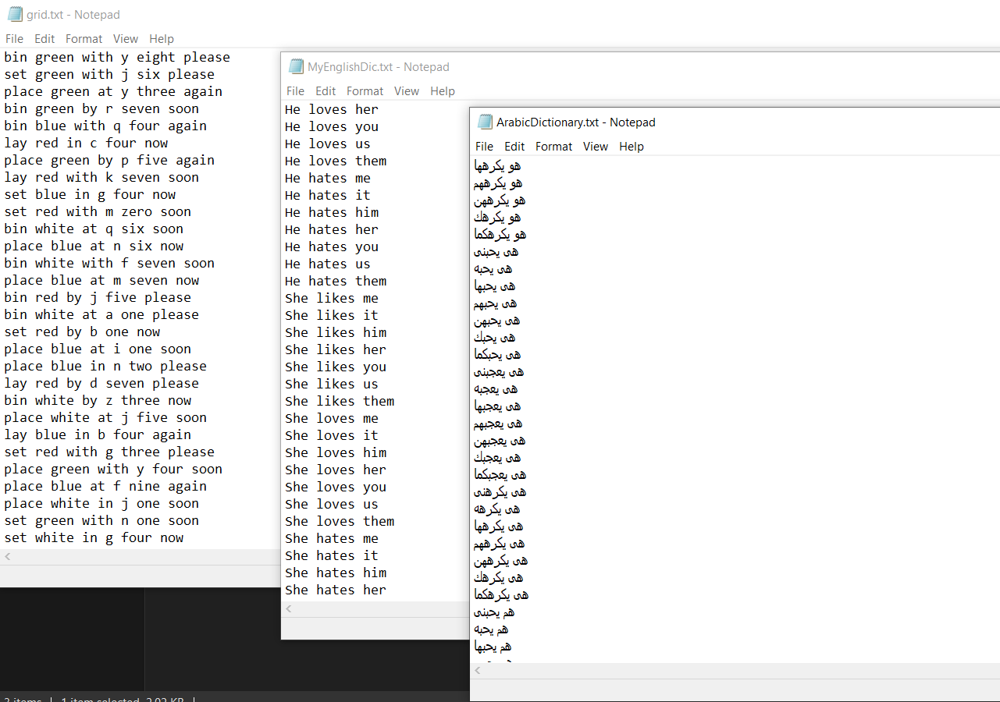 grid.txt - Notepad
File Edit Format View Help
bin green with y eight please
set green with j six please
place green at y three again
bin green by r seven soon
bin blue with q four again
lay red in c four now
place green by p five again
lay red with k seven soon
set blue in g four now
set red with m zero soon
bin white at q six soon
place blue at n six now
bin white with f seven soon
place blue at m seven now
bin red by j five please
bin white at a one please
set red by b one now
place blue at i one soon
place blue in n two please
lay red by d seven please
bin white by z three now
place white at j five soon
lay blue in b four again
set red with g three please
place green with y four soon
place blue at f nine again
place white in j one soon
set green with n one soon
set white in g four now
MyEnglishDic.txt - Notepad
File Edit Format View Help
He loves her
He loves you
He loves us
He loves them
He hates me
He hates it
He hates him
He hates her
He hates you
He hates us
He hates them
She likes me
She likes it
She likes him
She likes her
She likes you
She likes us
She likes them
She loves me
She loves it
She loves him
She loves her
She loves you
She loves us
She loves them
She hates me
She hates it
She hates him
She hates her
ArabicDictionary.txt - Notepad
File Edit Format View Help
هو يكرهها
هو يكرههم
هو يكرههن
هو يكرهك
هو يكرهكما
هى يحبنى
هى يحبه
هى يحبها
هى يحبهم
هى يحبهن
هى يحبك
هى يحبكما
هى يعجبنى
هى يعجبه
هى يعجبها
هى يعجبهم
هى يعجبهن
هى يعجبك
هى يعجبكما
هى يكرهنى
هى يكرهه
هى يكرهها
هى يكرههم
هى يكرههن
هى يكرهك
هى يكرهكما
هم يحبنى
هم يحبه
هم يحبها
3 items 1 item selected 2.02 KB